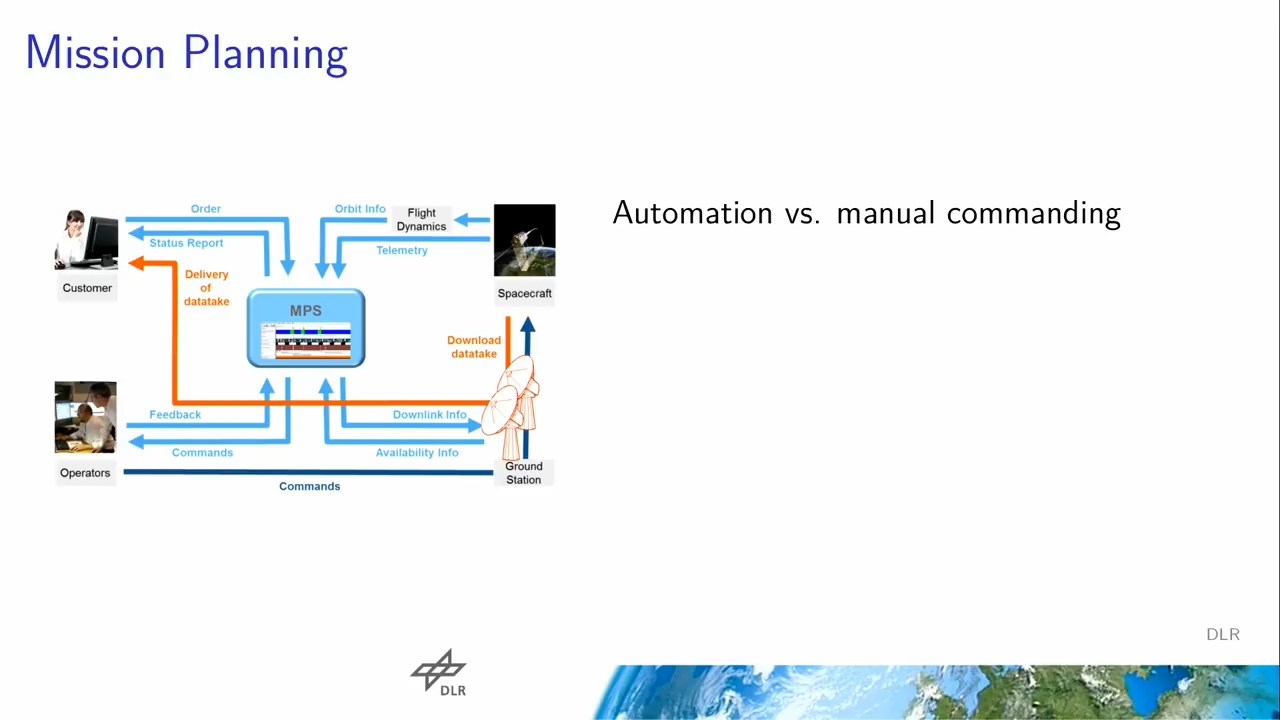 Mission Planning
Automation vs. manual commanding
Order
Status Report
Delivery
of
datatake
Customer
Orbit Info
Flight
Dynamics
Telemetry
Spacecraft
MPS
Download
datatake
Feedback
Commands
Operators
Downlink Info
Availability Info
Ground
Station
Commands
DLR
DLR